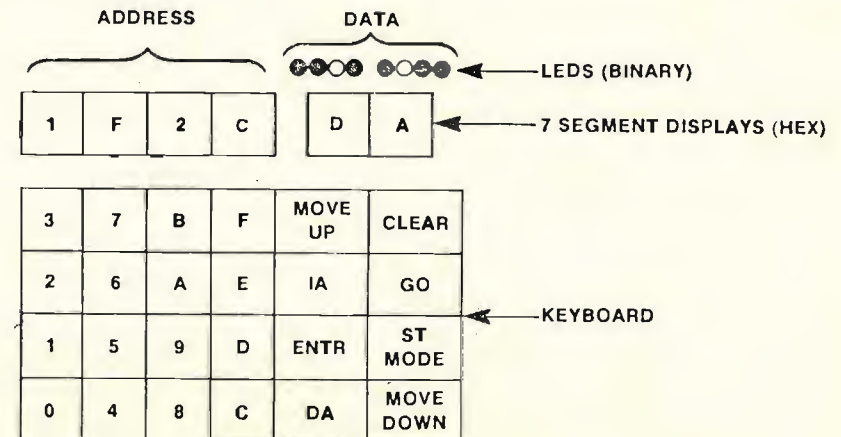 ADDRESS DATA
LEDS (BINARY)
1 F 2 C D A 7 SEGMENT DISPLAYS (HEX)
3 7 B F MOVE UP CLEAR
2 6 A E IA GO
KEYBOARD
1 5 9 D ENTR ST MODE
0 4 8 C DA MOVE DOWN